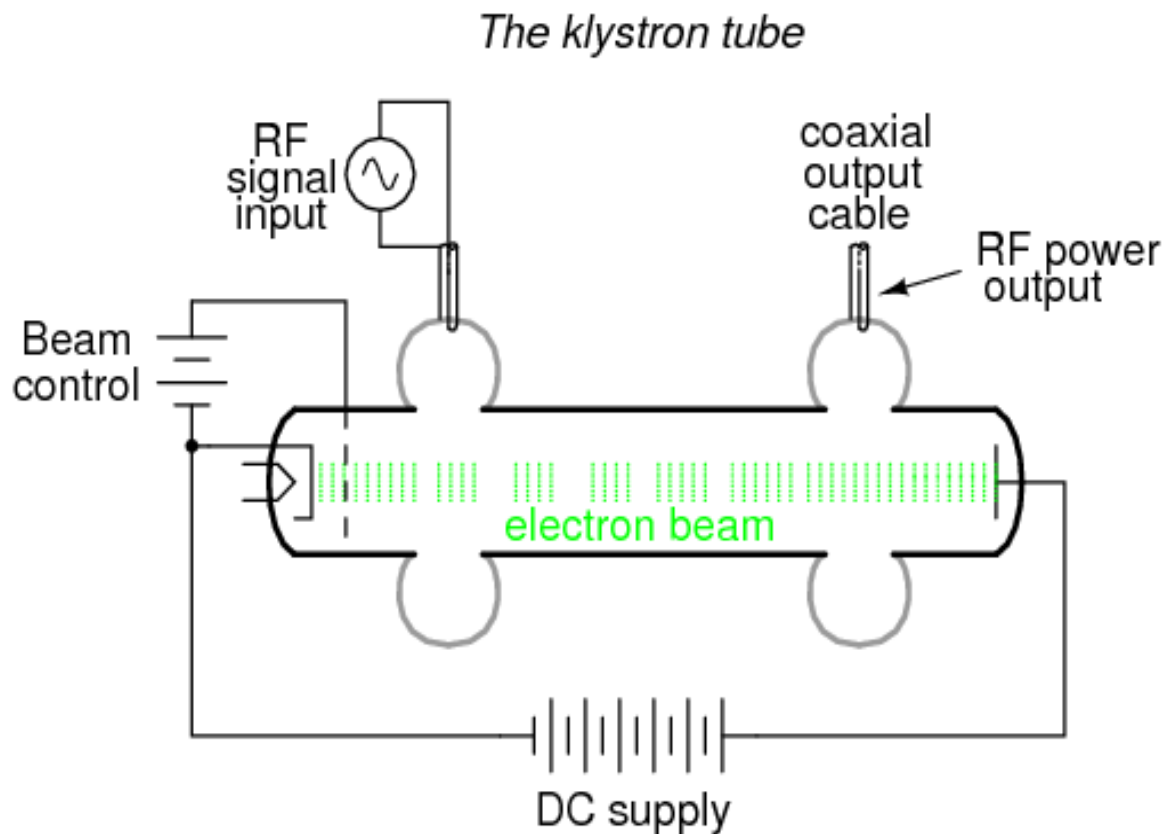 The klystron tube
RF
signal
input
coaxial
output
cable
RF power
output
Beam
control
electron beam
DC supply